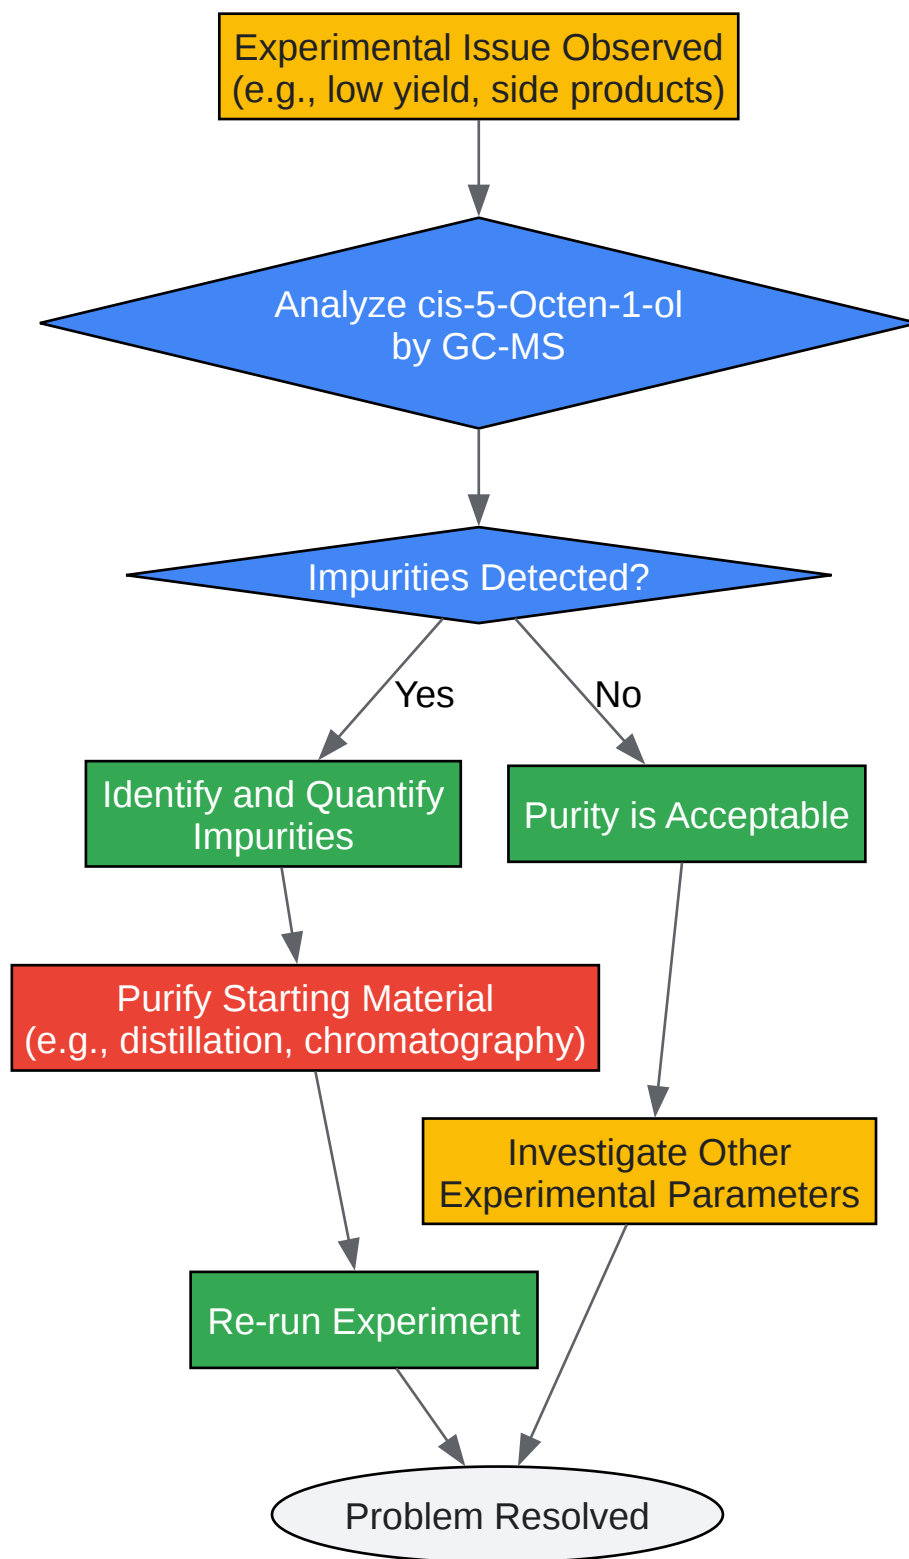 Experimental Issue Observed
(e.g., low yield, side products)
Analyze cis-5-Octen-1-ol
by GC-MS
Impurities Detected?
Yes
No
Identify and Quantify
Impurities
Purity is Acceptable
Purify Starting Material
(e.g., distillation, chromatography)
Investigate Other
Experimental Parameters
Re-run Experiment
Problem Resolved